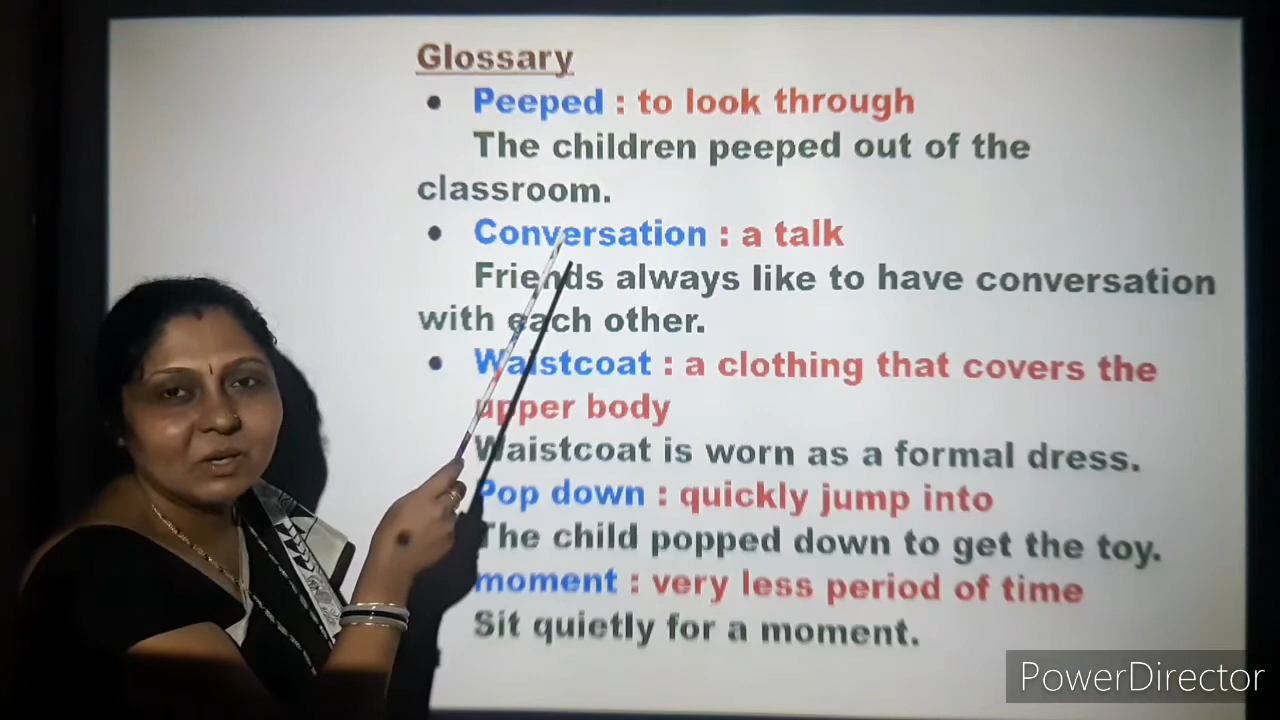 Glossary
• Peeped : to look through
The children peeped out of the
classroom.
• Conversation : a talk
Friends always like to have conversation
with each other.
• Waistcoat : a clothing that covers the
upper body
Waistcoat is worn as a formal dress.
Pop down : quickly jump into
The child popped down to get the toy.
moment : very less period of time
Sit quietly for a moment.
PowerDirector